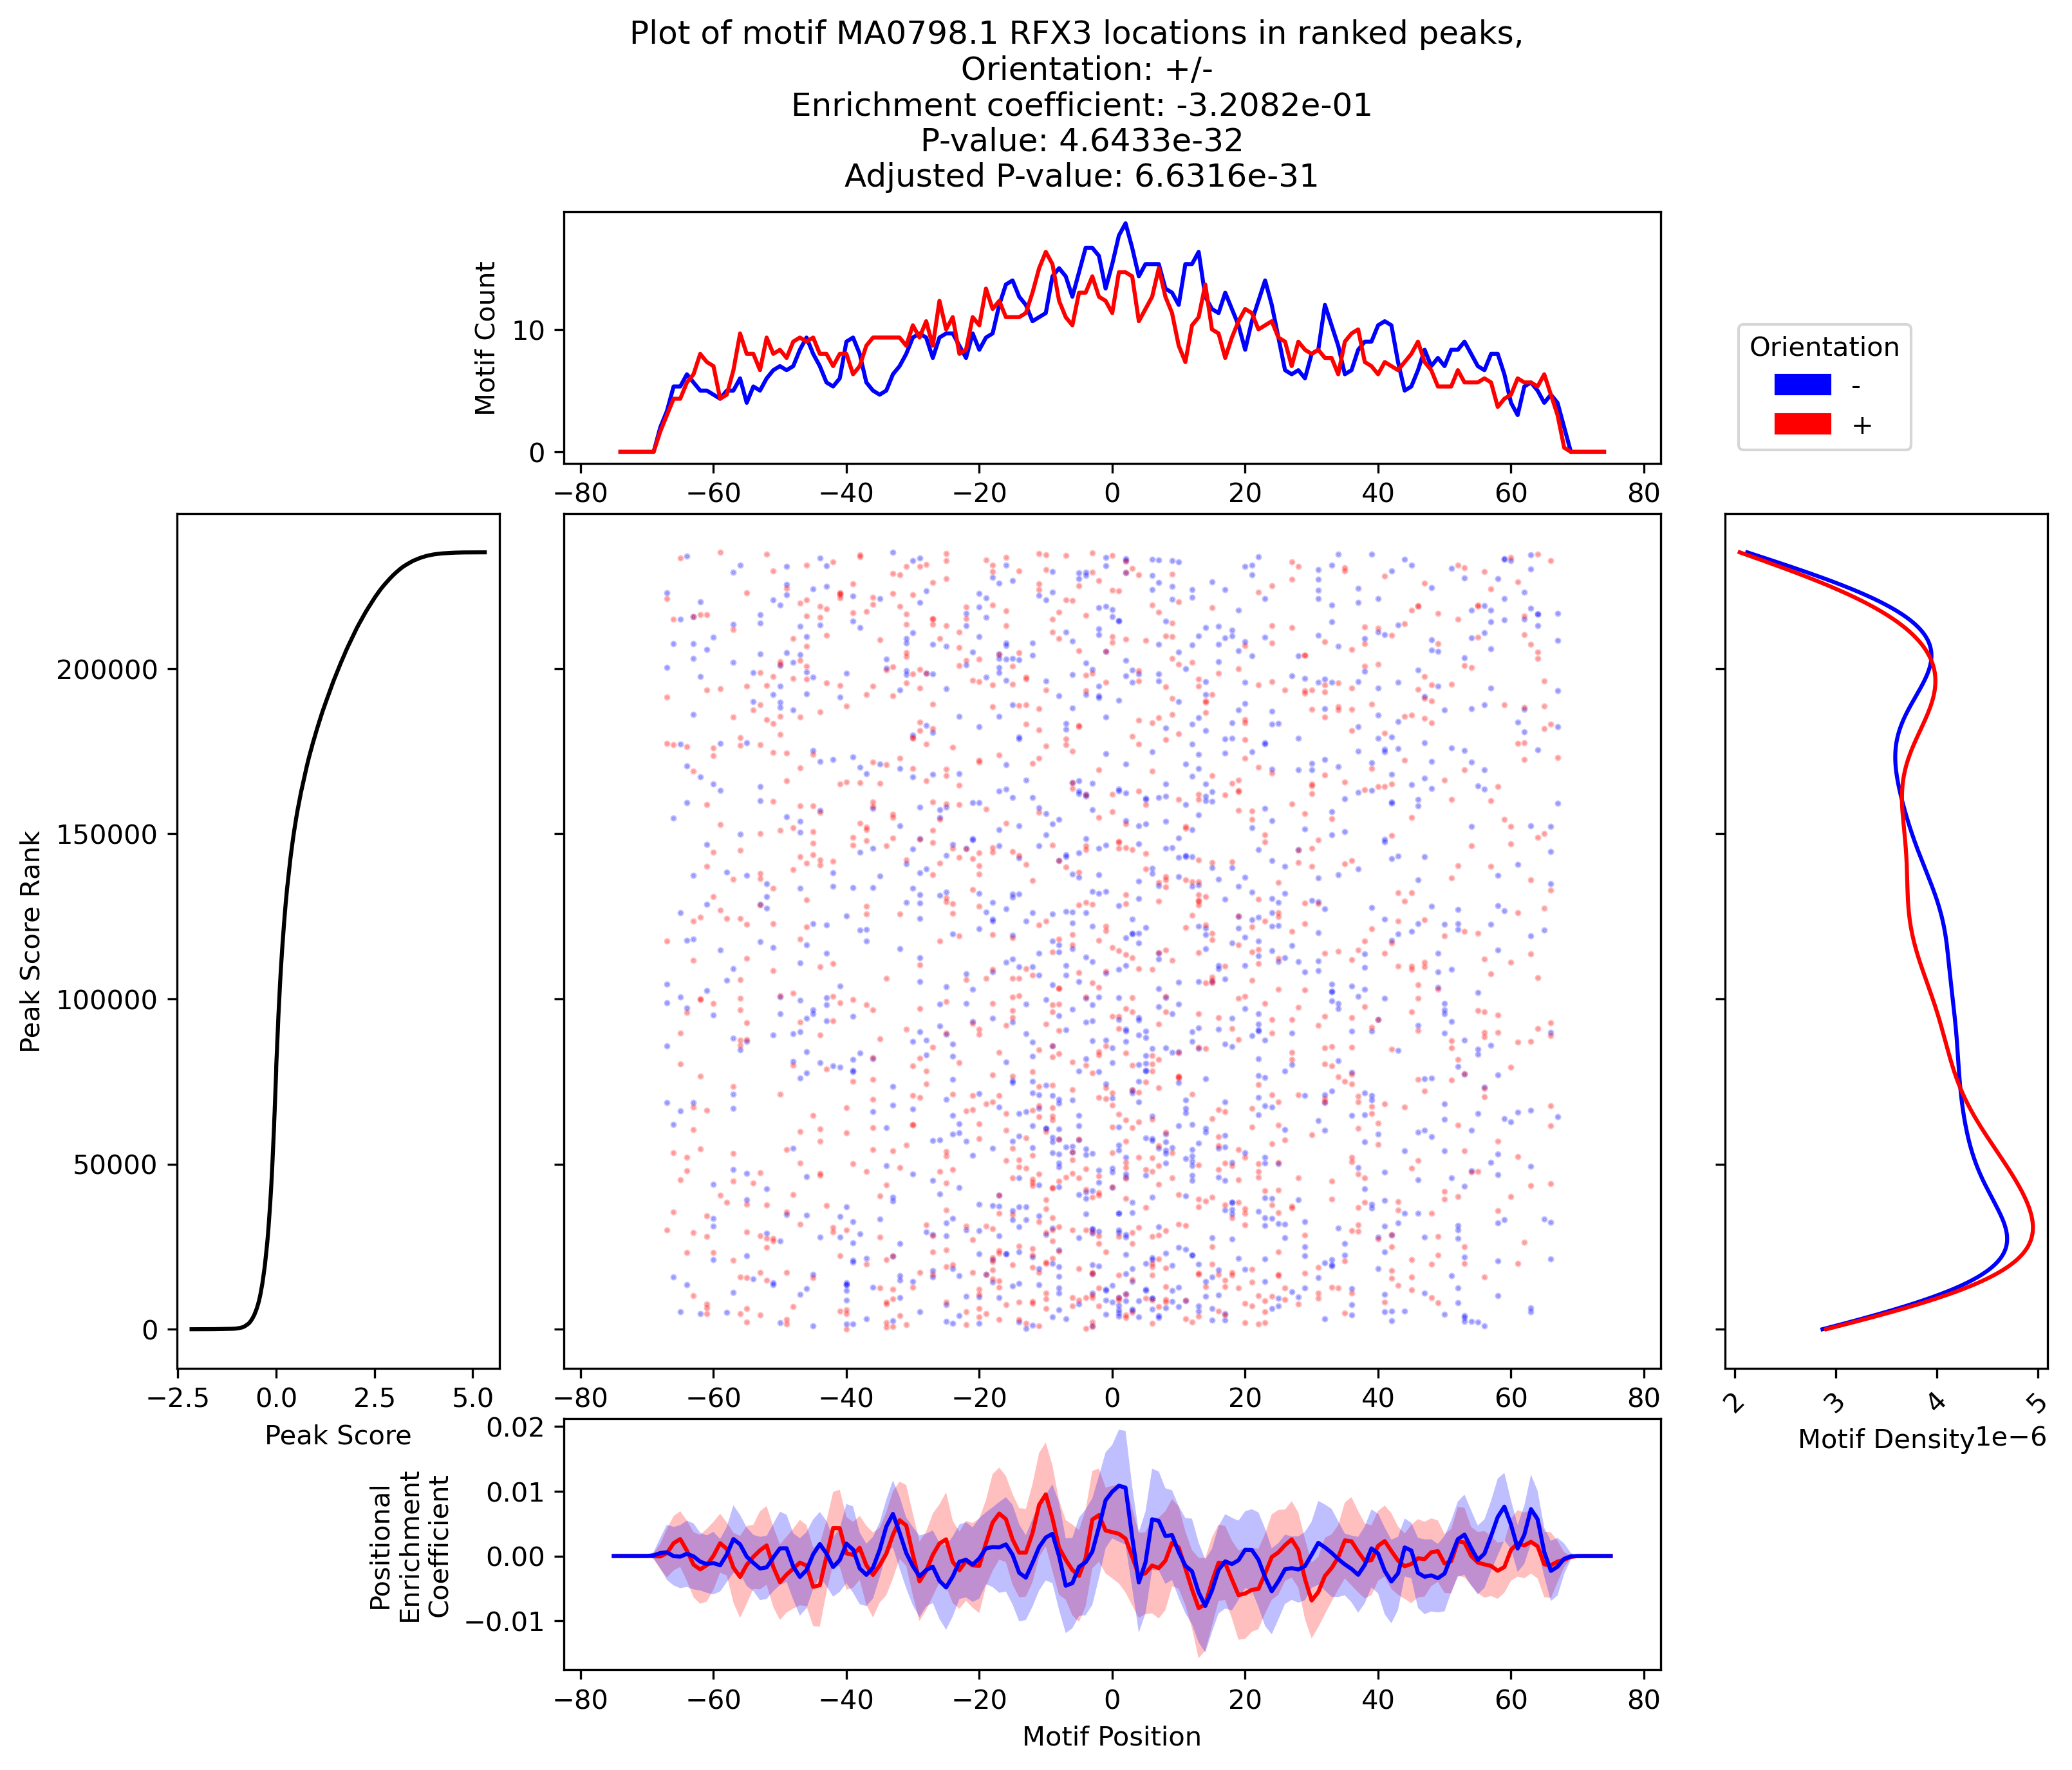 Plot of motif MA0798.1 RFX3 locations in ranked peaks,
Orientation: +/-
Enrichment coefficient: -3.2082e-01
P-value: 4.6433e-32
Adjusted P-value: 6.6316e-31
Motif Count
10
0
−80 −60 −40 −20 0 20 40 60 80
Orientation
-
+
Peak Score Rank
200000
150000
100000
50000
0
−2.5 0.0 2.5 5.0
Peak Score
−80 −60 −40 −20 0 20 40 60 80
2 3 4 5
Motif Density
1e−6
Positional
Enrichment
Coefficient
0.02
0.01
0.00
−0.01
−80 −60 −40 −20 0 20 40 60 80
Motif Position